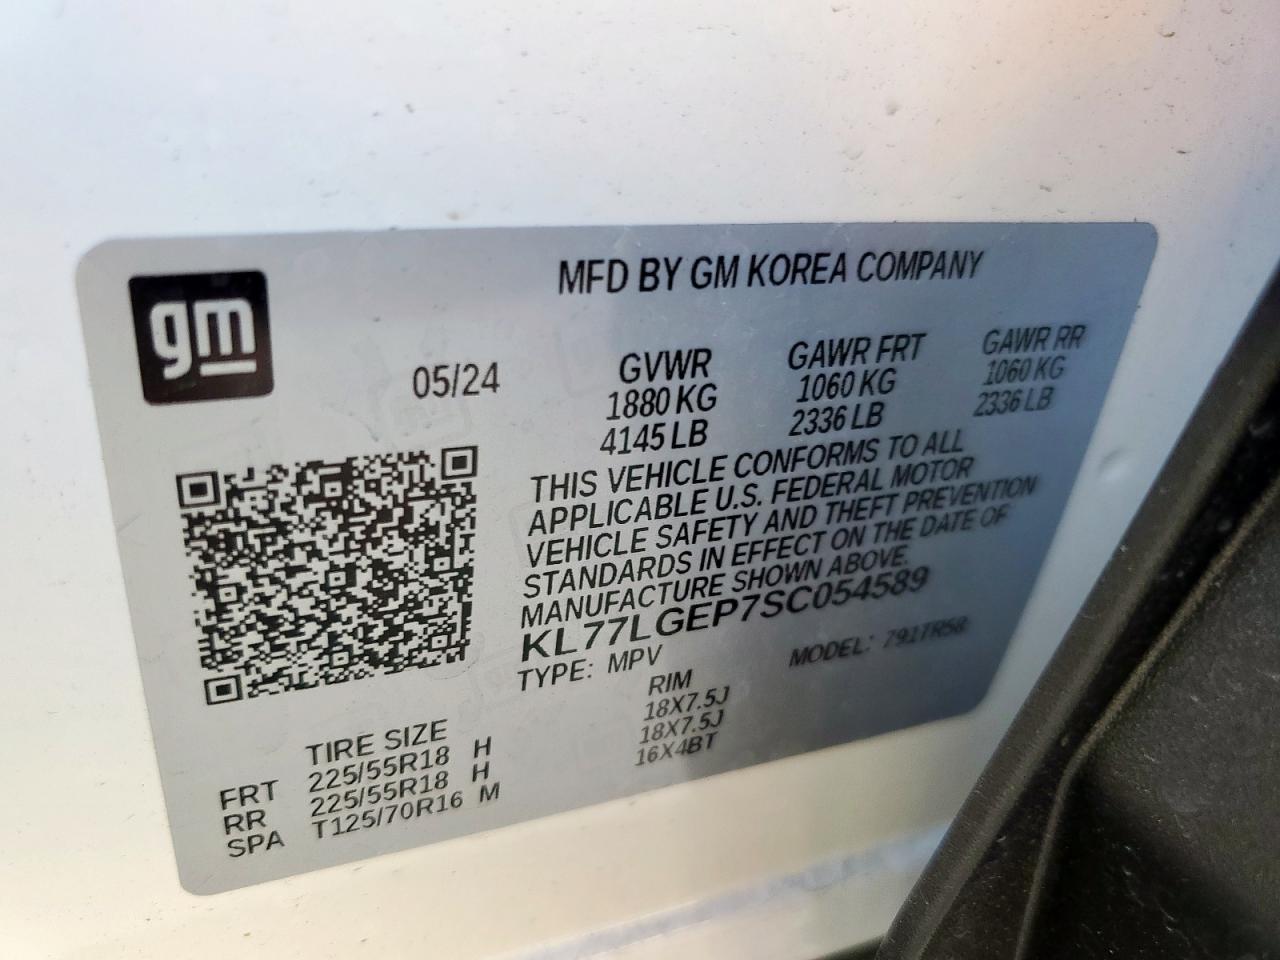 gm
MFD BY GM KOREA COMPANY
05/24
GVWR GAWR FRT GAWR RR
1880 KG 1060 KG 1060 KG
4145 LB 2336 LB 2336 LB
THIS VEHICLE CONFORMS TO ALL
APPLICABLE U.S. FEDERAL MOTOR
VEHICLE SAFETY AND THEFT PREVENTION
STANDARDS IN EFFECT ON THE DATE OF
MANUFACTURE SHOWN ABOVE.
KL77LGEP7SC054589
TYPE: MPV MODEL:
TIRE SIZE RIM
FRT 225/55R18 H 18X7.5J
RR 225/55R18 H 18X7.5J
SPA T125/70R16 M 16X4BT